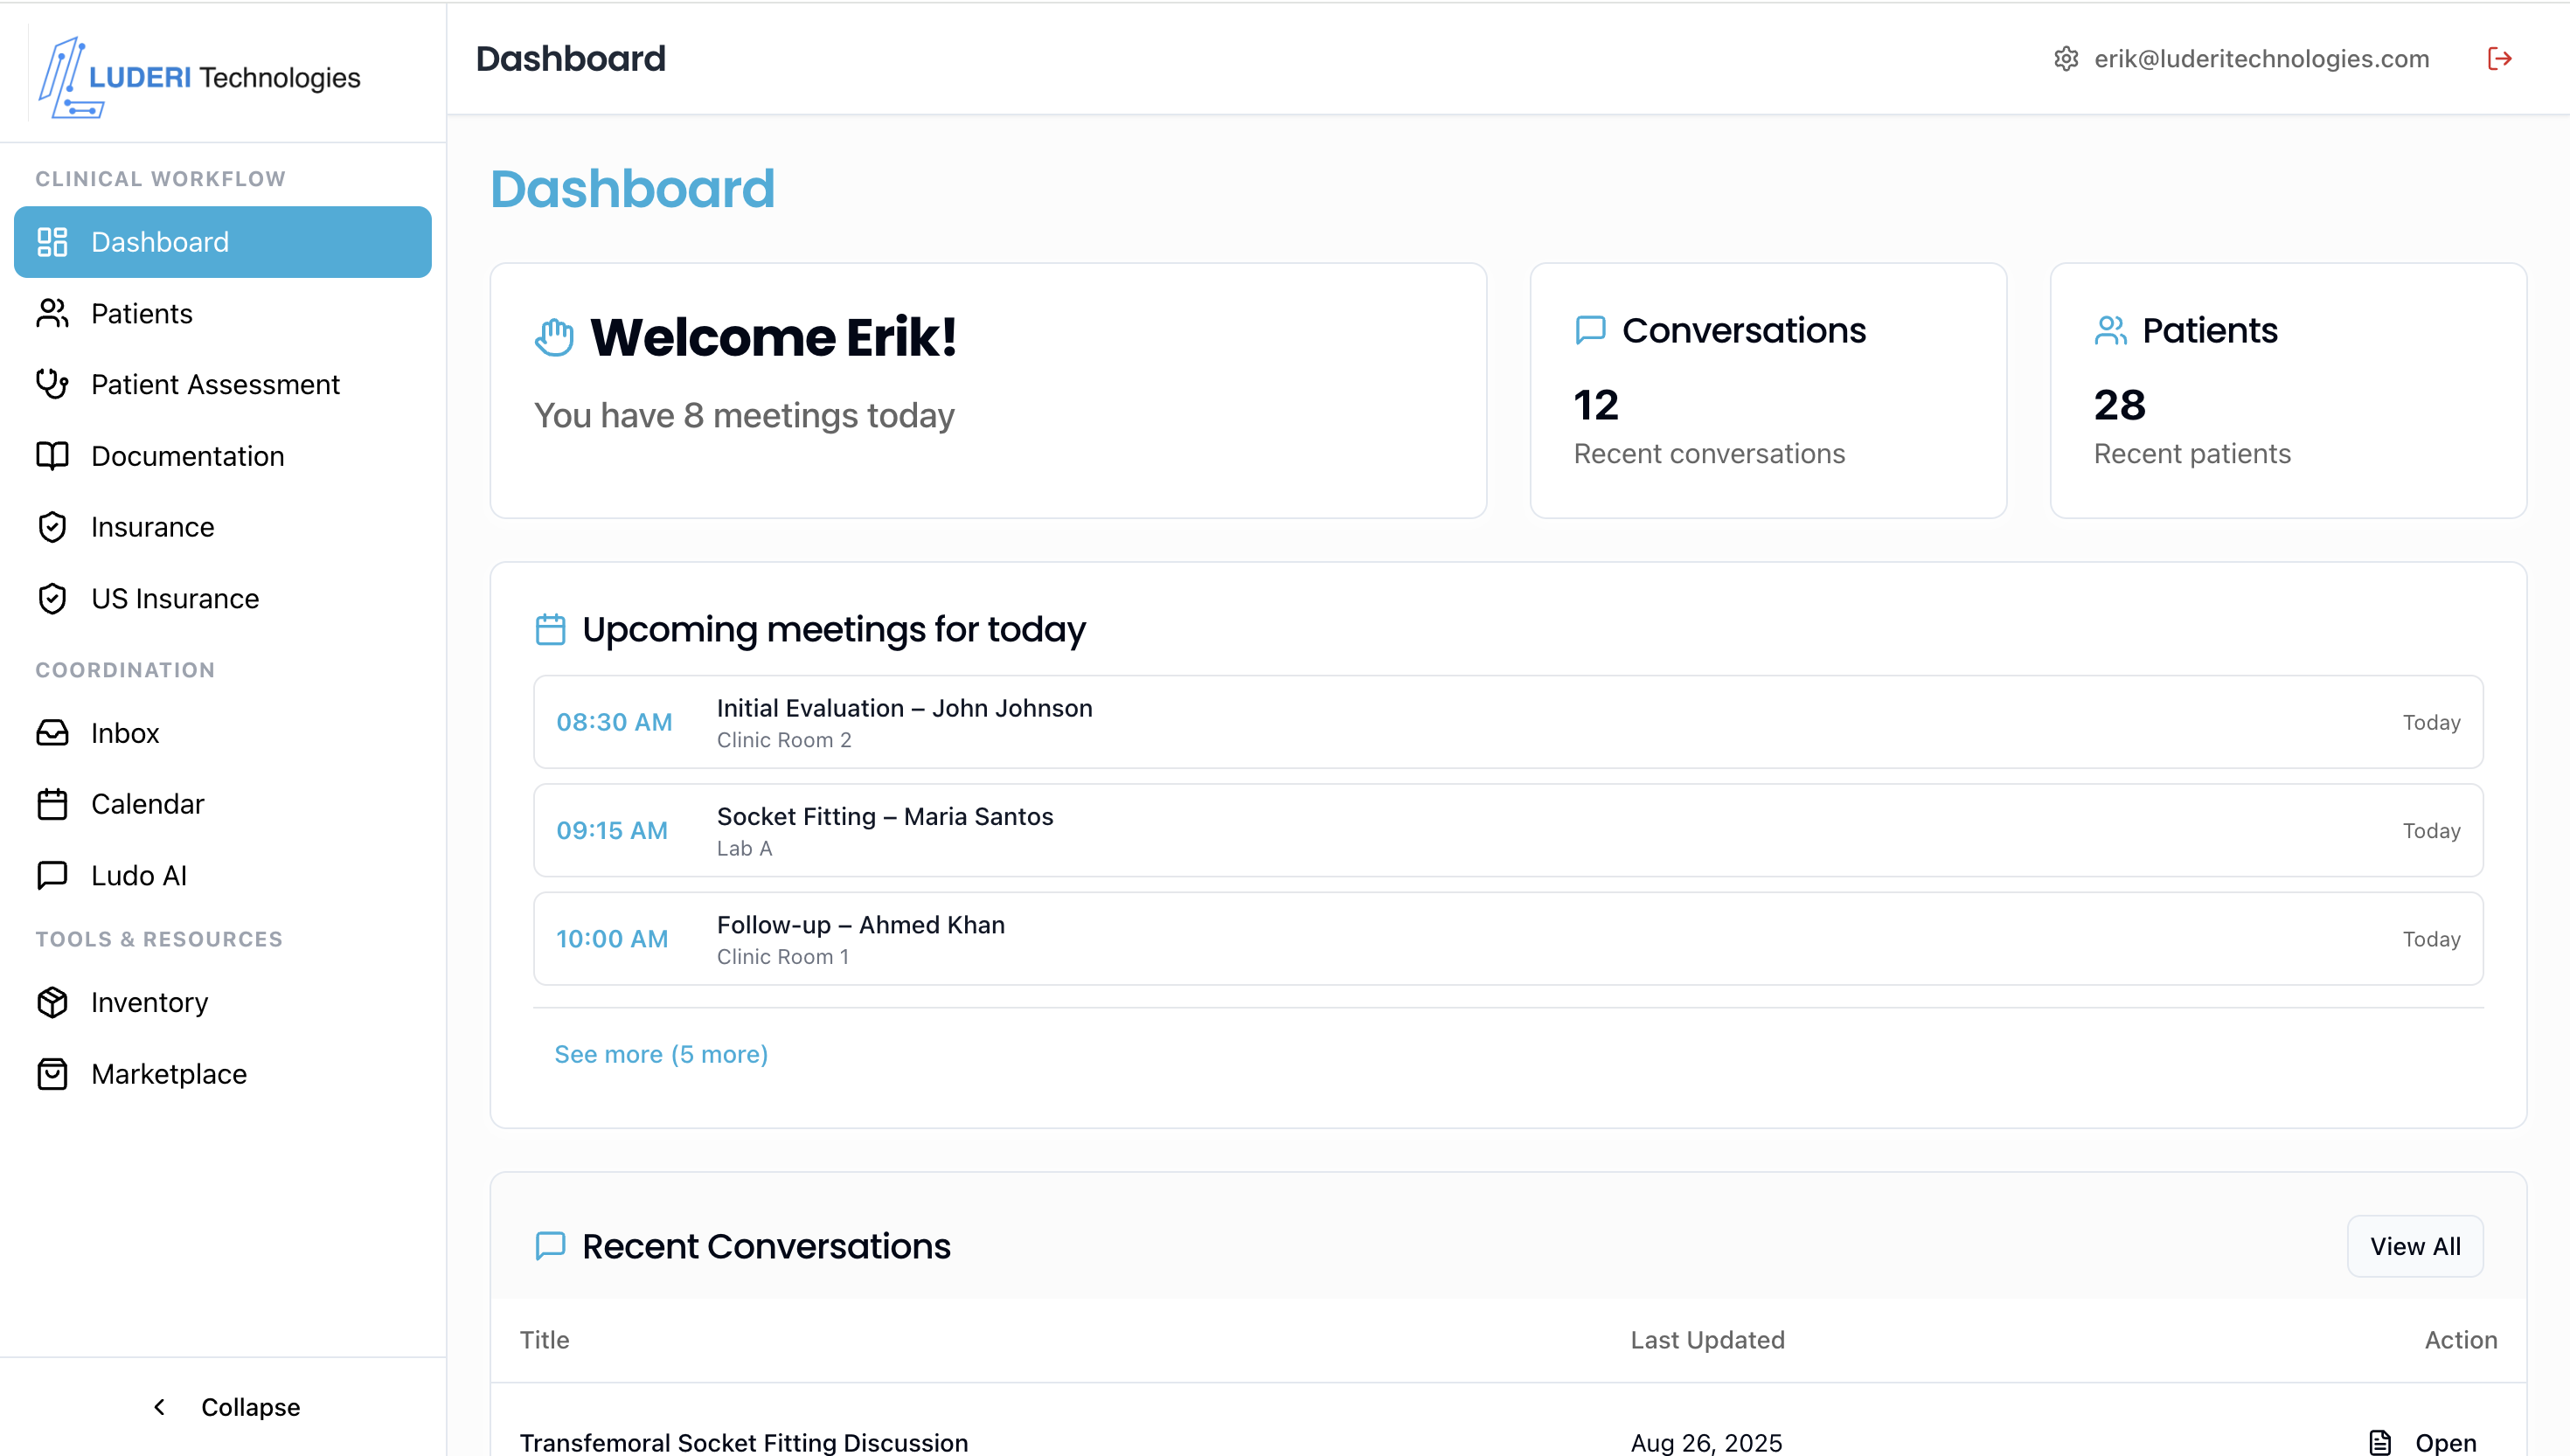 LUDERI Technologies
Dashboard
erik@luderitechnologies.com
CLINICAL WORKFLOW
Dashboard
Patients
Patient Assessment
Documentation
Insurance
US Insurance
COORDINATION
Inbox
Calendar
Ludo AI
TOOLS & RESOURCES
Inventory
Marketplace
Collapse
Dashboard
Welcome Erik!
You have 8 meetings today
Conversations
12
Recent conversations
Patients
28
Recent patients
Upcoming meetings for today
08:30 AM
Initial Evaluation – John Johnson
Clinic Room 2
Today
09:15 AM
Socket Fitting – Maria Santos
Lab A
Today
10:00 AM
Follow-up – Ahmed Khan
Clinic Room 1
Today
See more (5 more)
Recent Conversations
View All
Title Last Updated Action
Transfemoral Socket Fitting Discussion Aug 26, 2025 Open